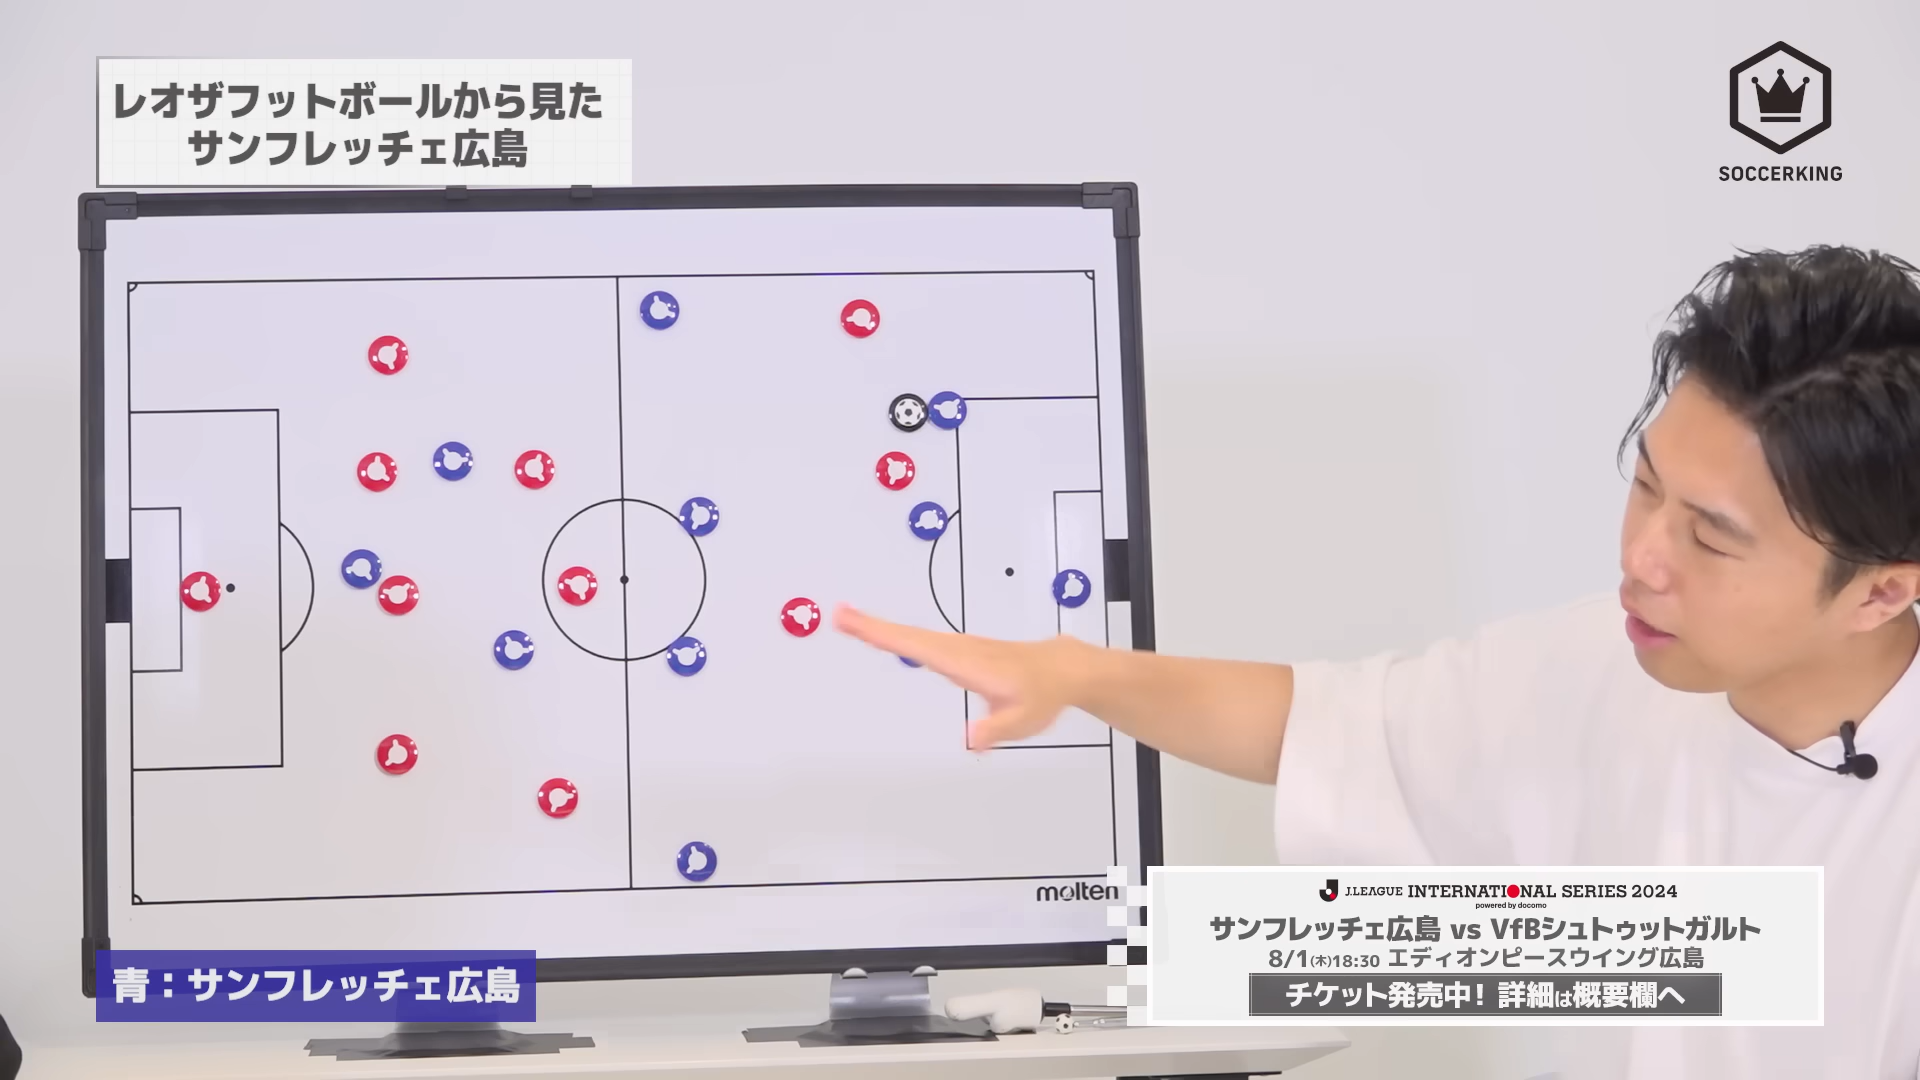 レオザフットボールから見た
サンフレッチェ広島
SOCCERKING
molten
J.LEAGUE INTERNATIONAL SERIES 2024
powered by docomo
サンフレッチェ広島 vs VfBシュトゥットガルト
8/1(木)18:30 エディオンピースウイング広島
チケット発売中! 詳細は概要欄へ
青:サンフレッチェ広島